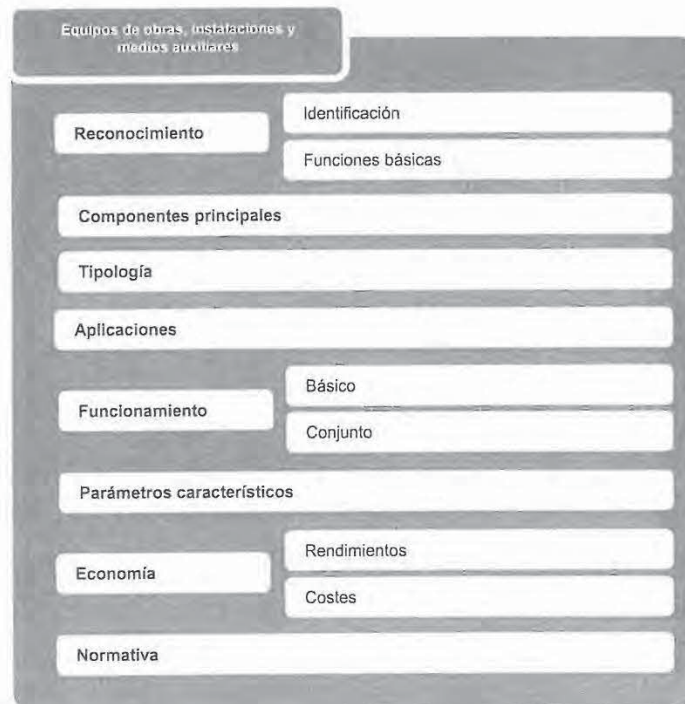 Equipos de obras, instalaciones y
medios auxiliares
Reconocimiento
Identificación
Funciones básicas
Componentes principales
Tipología
Aplicaciones
Funcionamiento
Básico
Conjunto
Parámetros característicos
Economía
Rendimientos
Costes
Normativa